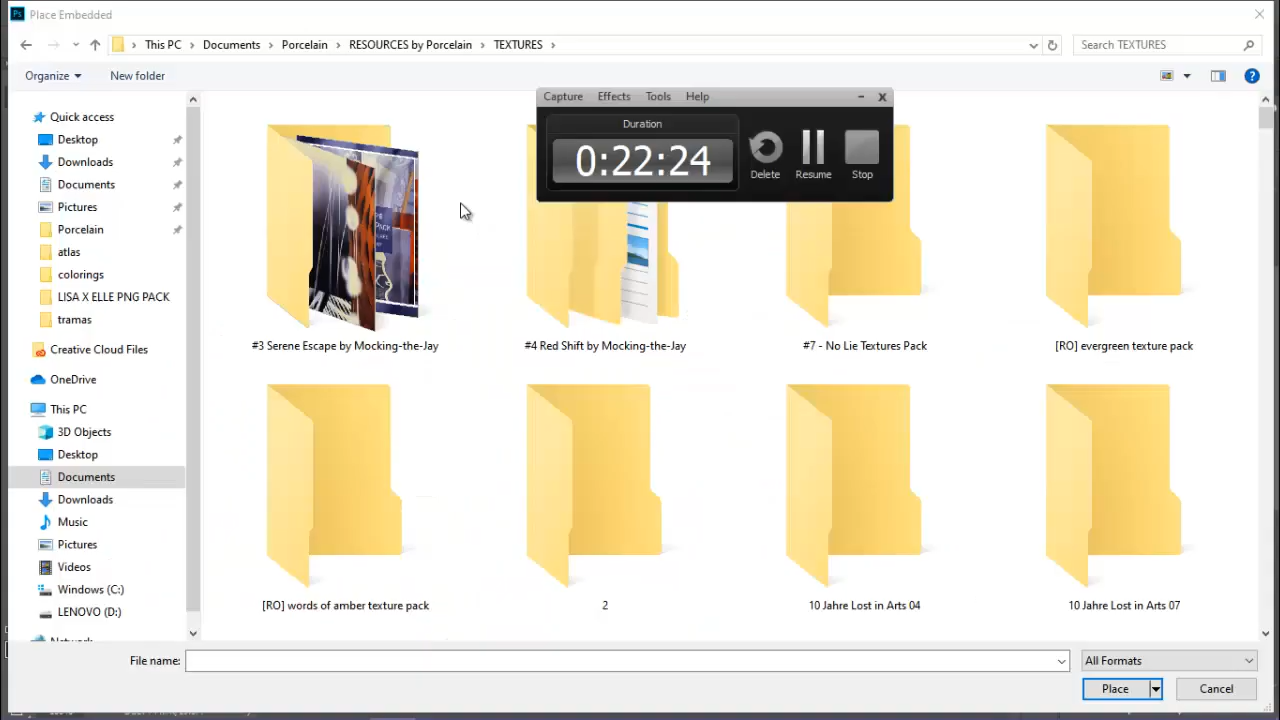 Place Embedded
This PC > Documents > Porcelain > RESOURCES by Porcelain > TEXTURES >
Search TEXTURES
Organize
New folder
Capture Effects Tools Help
Duration
0:22:24
Delete Resume Stop
Quick access
Desktop
Downloads
Documents
Pictures
Porcelain
atlas
colorings
LISA X ELLE PNG PACK
tramas
Creative Cloud Files
OneDrive
This PC
3D Objects
Desktop
Documents
Downloads
Music
Pictures
Videos
Windows (C:)
LENOVO (D:)
#3 Serene Escape by Mocking-the-Jay
#4 Red Shift by Mocking-the-Jay
#7 - No Lie Textures Pack
[RO] evergreen texture pack
[RO] words of amber texture pack
2
10 Jahre Lost in Arts 04
10 Jahre Lost in Arts 07
File name:
All Formats
Place
Cancel